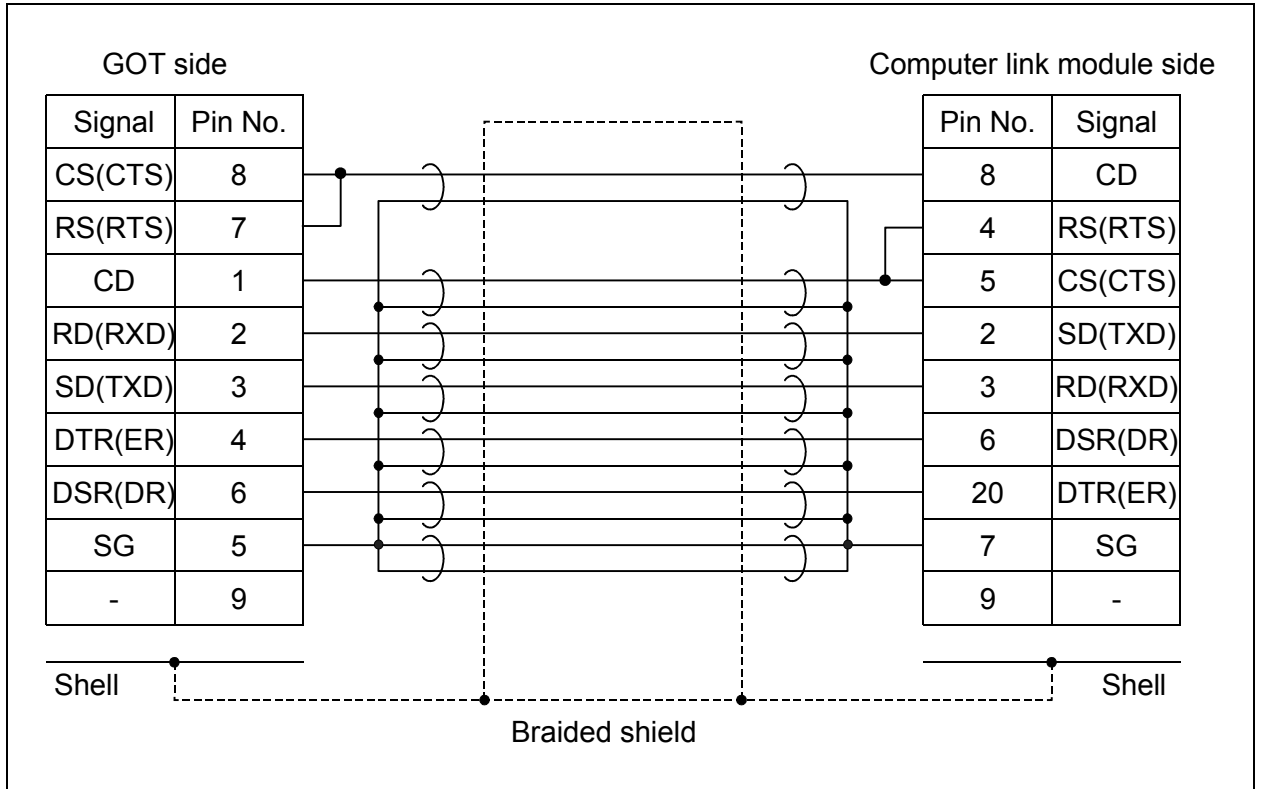 GOT side Computer link module side
Signal Pin No. Pin No. Signal
CS(CTS) 8 8 CD
RS(RTS) 7 4 RS(RTS)
CD 1 5 CS(CTS)
RD(RXD) 2 2 SD(TXD)
SD(TXD) 3 3 RD(RXD)
DTR(ER) 4 6 DSR(DR)
DSR(DR) 6 20 DTR(ER)
SG 5 7 SG
- 9 9 -
Shell Shell
Braided shield